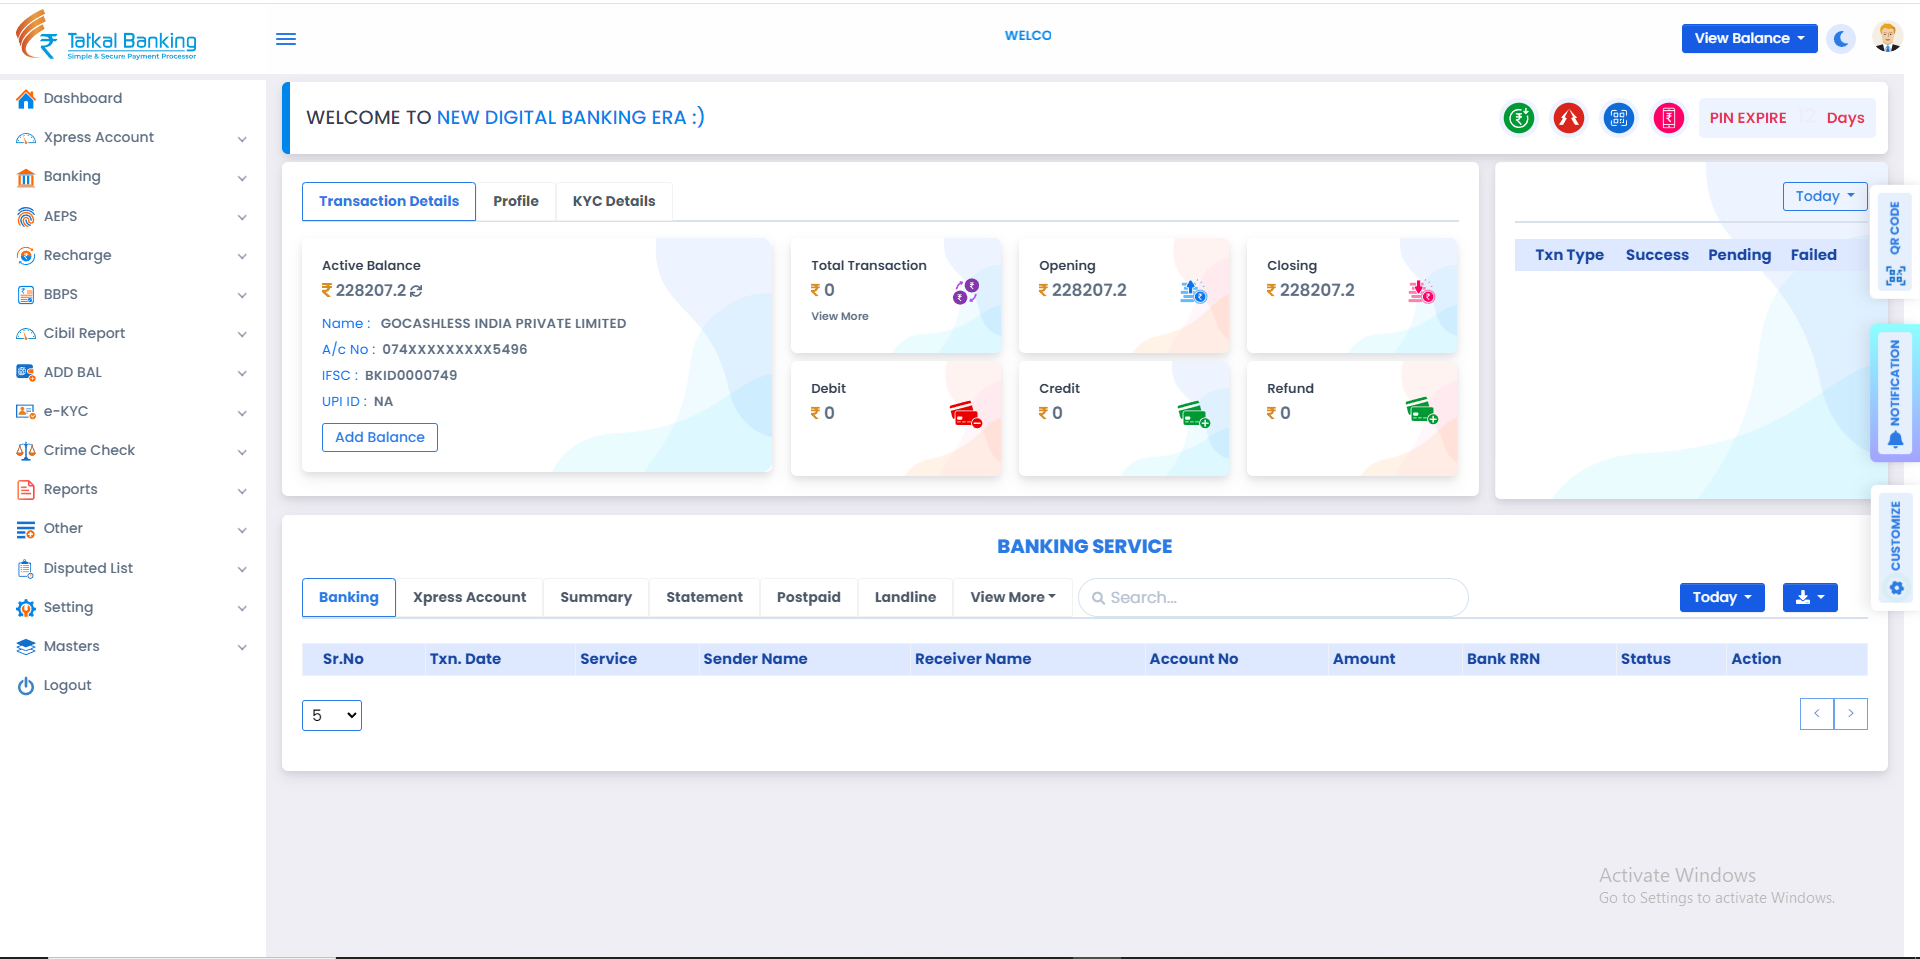 Tatkal Banking
Simple & Secure Payment Processor
WELCO
View Balance
Dashboard
Xpress Account
Banking
AEPS
Recharge
BBPS
Cibil Report
ADD BAL
e-KYC
Crime Check
Reports
Other
Disputed List
Setting
Masters
Logout
WELCOME TO NEW DIGITAL BANKING ERA :)
PIN EXPIRE Days
Transaction Details Profile KYC Details
Active Balance
₹ 228207.2
Name : GOCASHLESS INDIA PRIVATE LIMITED
A/c No : 074XXXXXXXXX5496
IFSC : BKID0000749
UPI ID : NA
Add Balance
Total Transaction
₹ 0
View More
Opening
₹ 228207.2
Closing
₹ 228207.2
Debit
₹ 0
Credit
₹ 0
Refund
₹ 0
Today
Txn Type Success Pending Failed
QR CODE
NOTIFICATION
CUSTOMIZE
BANKING SERVICE
Banking Xpress Account Summary Statement Postpaid Landline View More Search...
Today
Sr.No Txn. Date Service Sender Name Receiver Name Account No Amount Bank RRN Status Action
5
< >
Activate Windows
Go to Settings to activate Windows.